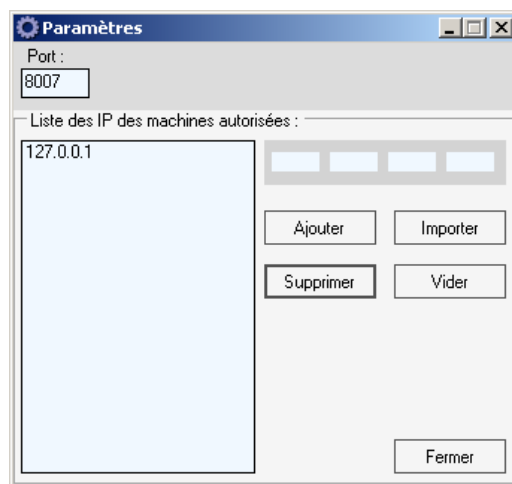 Paramètres
Port :
8007
Liste des IP des machines autorisées :
127.0.0.1
Ajouter
Importer
Supprimer
Vider
Fermer